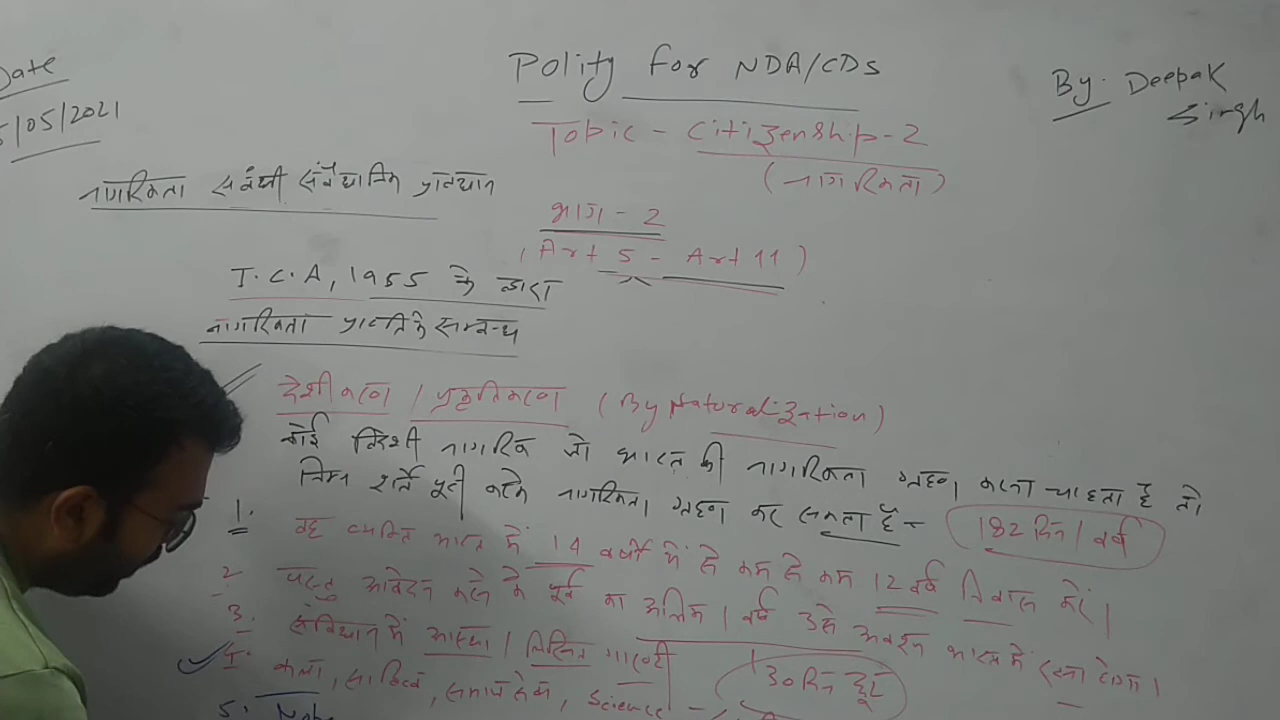 Date
5/05/2021
Polity for NDA/CDS
By: Deepak Singh
Topic - Citizenship-2
(नागरिकता)
नागरिकता संबंधी संवैधानिक प्रावधान
भाग - 2
(Art 5 - Art 11)
I.C.A, 1955 के द्वारा
नागरिकता प्राप्ति के सम्बन्ध
देशीकरण / प्रकृतिकरण (By Naturalization)
कोई विदेशी नागरिक जो भारत की नागरिकता ग्रहण करना चाहता है तो
निम्न शर्तें पूरी करके नागरिकता ग्रहण कर सकता है -
182 दिन / वर्ष
1. वह व्यक्ति भारत में 14 वर्षों में से कम से कम 12 वर्ष निवास करें।
2 परन्तु आवेदन करने के पूर्व का अन्तिम 1 वर्ष उसे अवश्य भारत में रहना होगा।
3. संविधान में आस्था / लिखित गारण्टी
30 दिन छूट
4. कला, साहित्य, समाजसेवा, Science -
5.